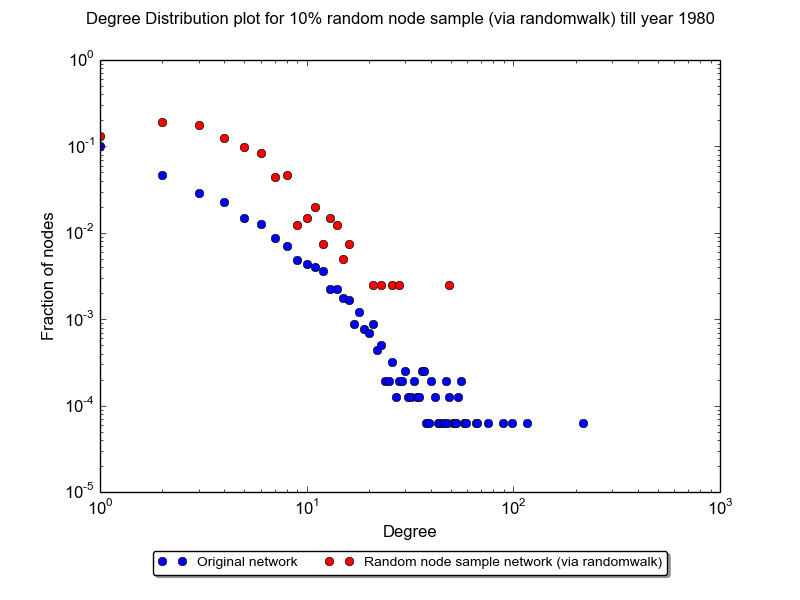 Degree Distribution plot for 10% random node sample (via randomwalk) till year 1980
10^0
10^-1
10^-2
10^-3
10^-4
10^-5
Fraction of nodes
10^0 10^1 10^2 10^3
Degree
Original network Random node sample network (via randomwalk)